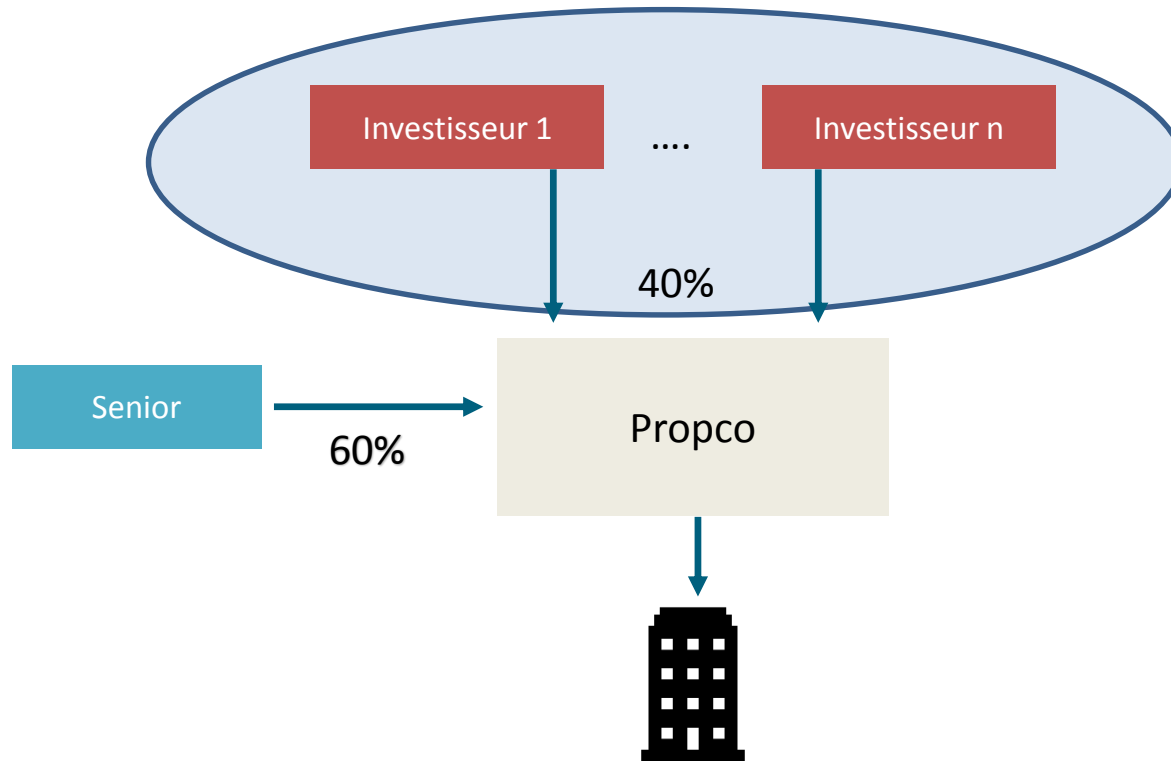 Investisseur 1
....
Investisseur n
40%
Senior
60%
Propco